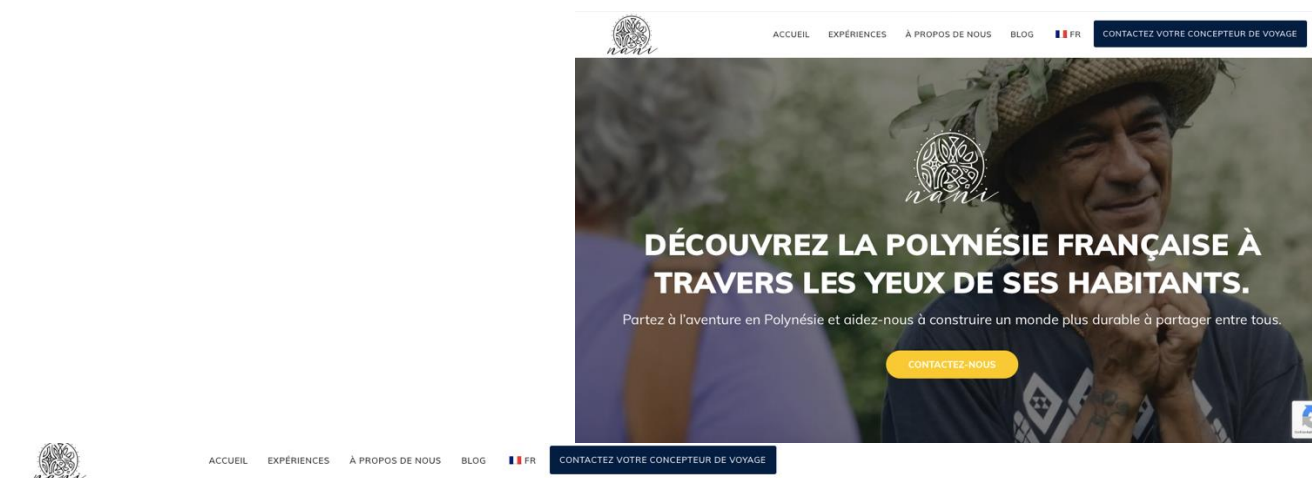 nani
ACCUEIL EXPÉRIENCES À PROPOS DE NOUS BLOG FR CONTACTEZ VOTRE CONCEPTEUR DE VOYAGE
nani
DÉCOUVREZ LA POLYNÉSIE FRANÇAISE À
TRAVERS LES YEUX DE SES HABITANTS.
Partez à l'aventure en Polynésie et aidez-nous à construire un monde plus durable à partager entre tous.
CONTACTEZ-NOUS
nani
ACCUEIL EXPÉRIENCES À PROPOS DE NOUS BLOG FR CONTACTEZ VOTRE CONCEPTEUR DE VOYAGE